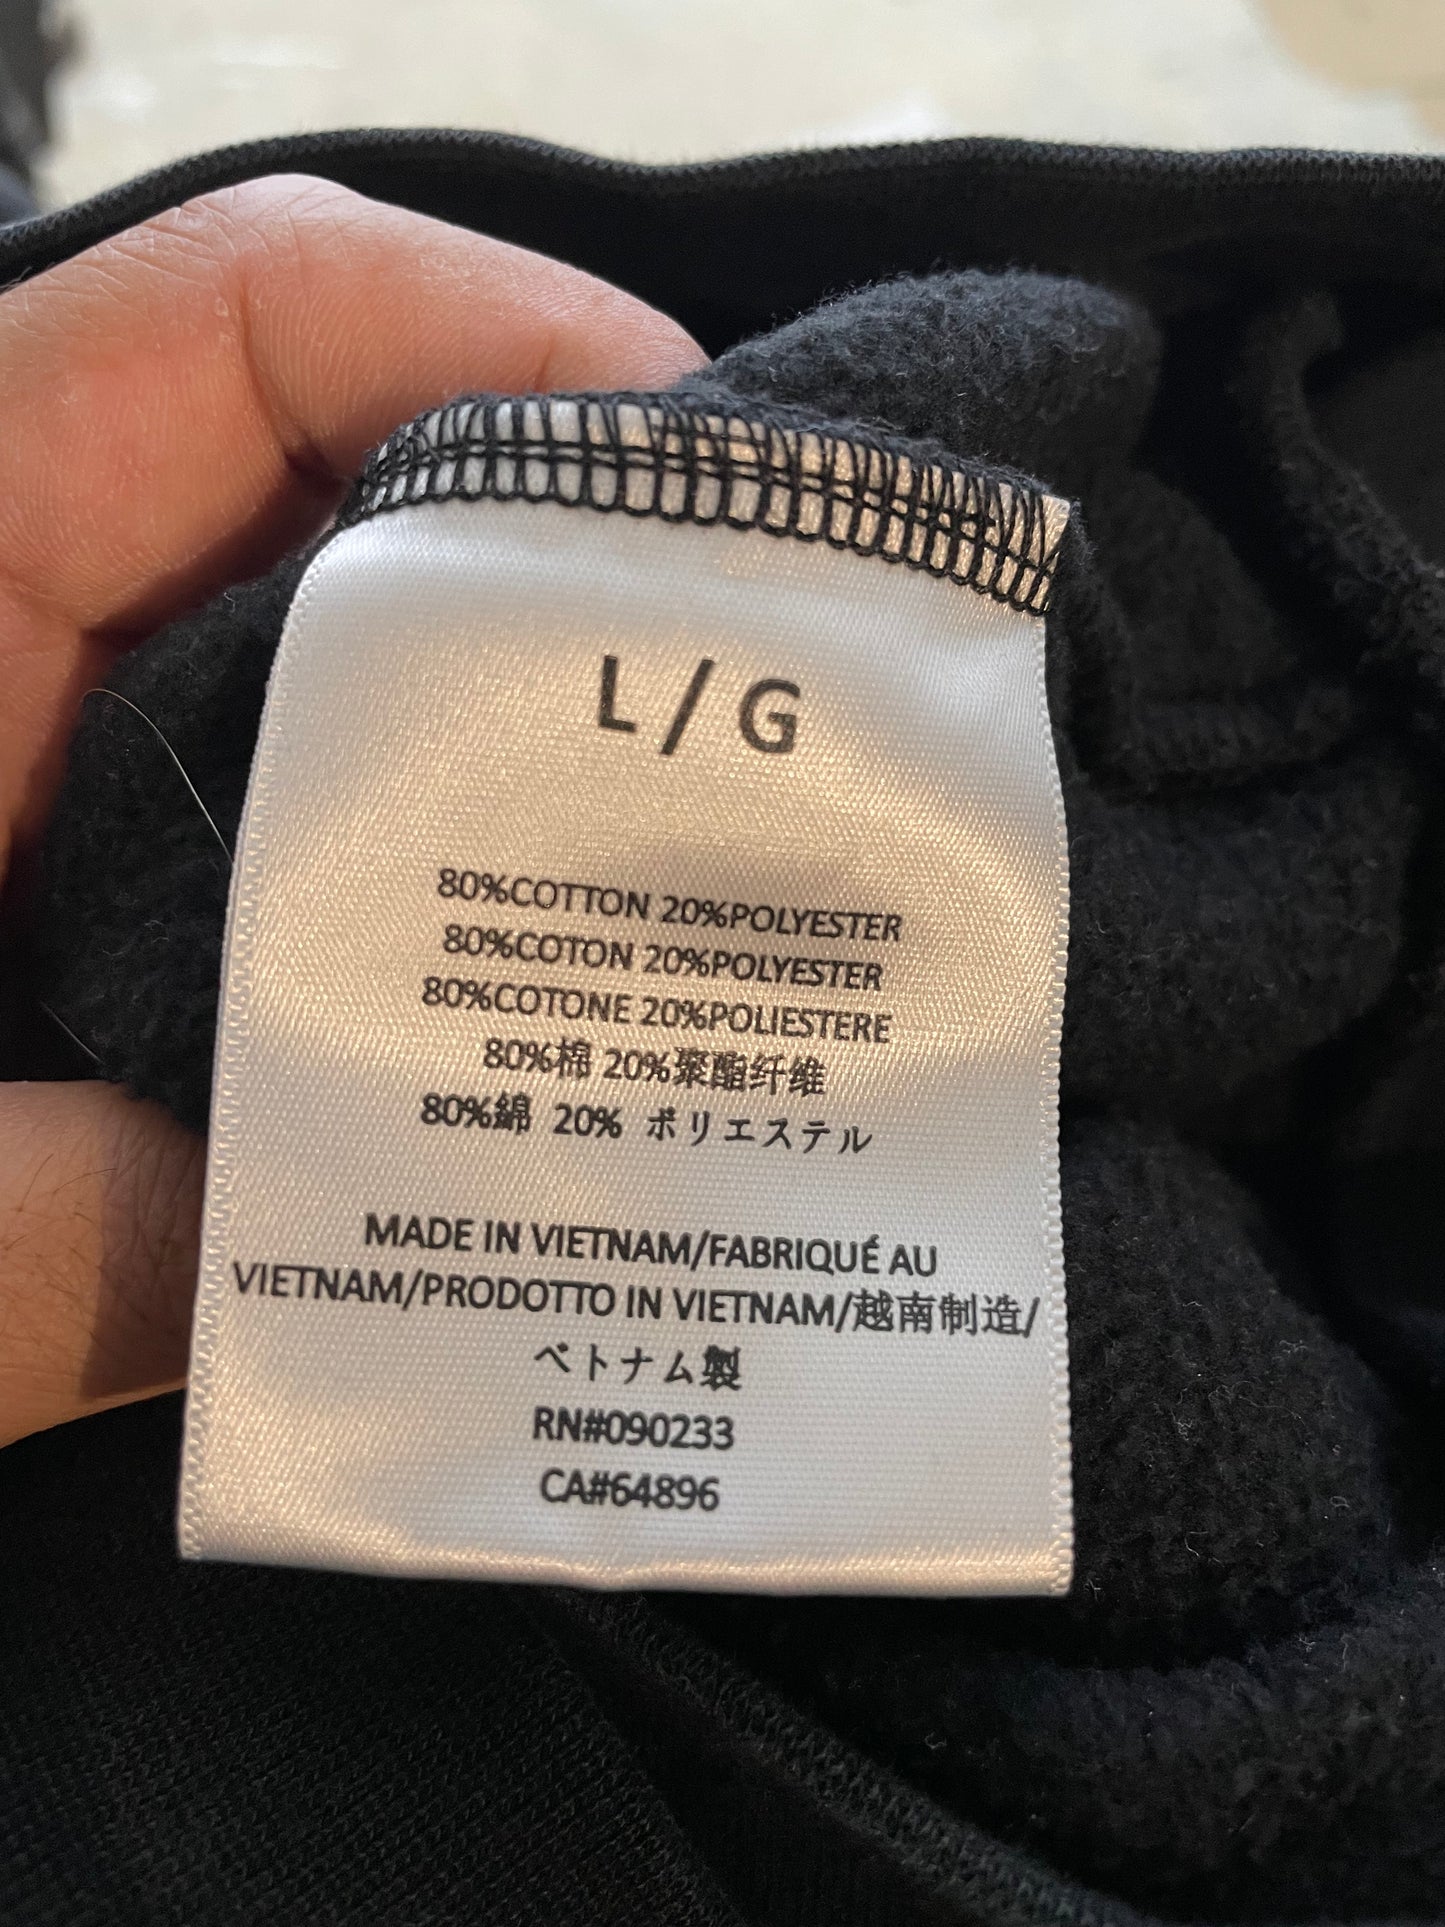 L / G
80%COTTON 20%POLYESTER
80%COTON 20%POLYESTER
80%COTONE 20%POLIESTERE
80%棉 20%聚酯纤维
80%綿 20% ポリエステル
MADE IN VIETNAM/FABRIQUÉ AU
VIETNAM/PRODOTTO IN VIETNAM/越南制造/
ベトナム製
RN#090233
CA#64896